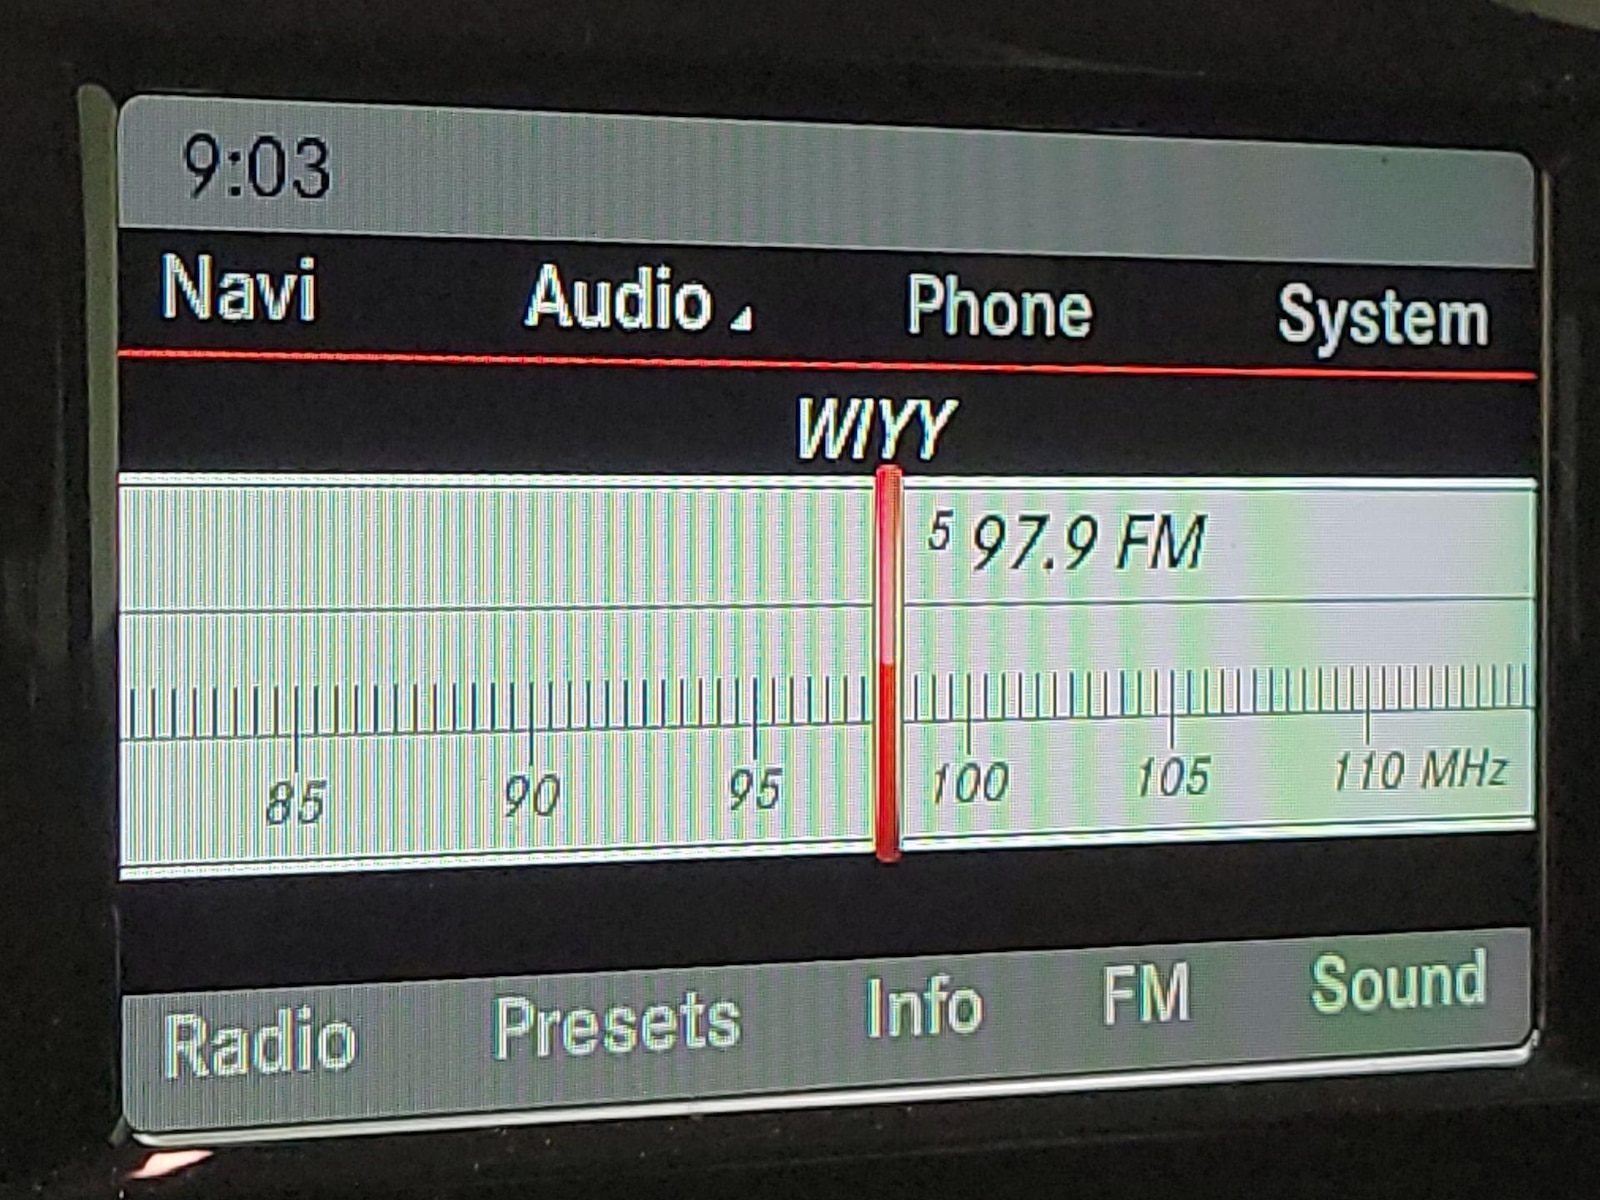 9:03
Navi Audio Phone System
WIYY
5 97.9 FM
85 90 95 100 105 110 MHz
Radio Presets Info FM Sound